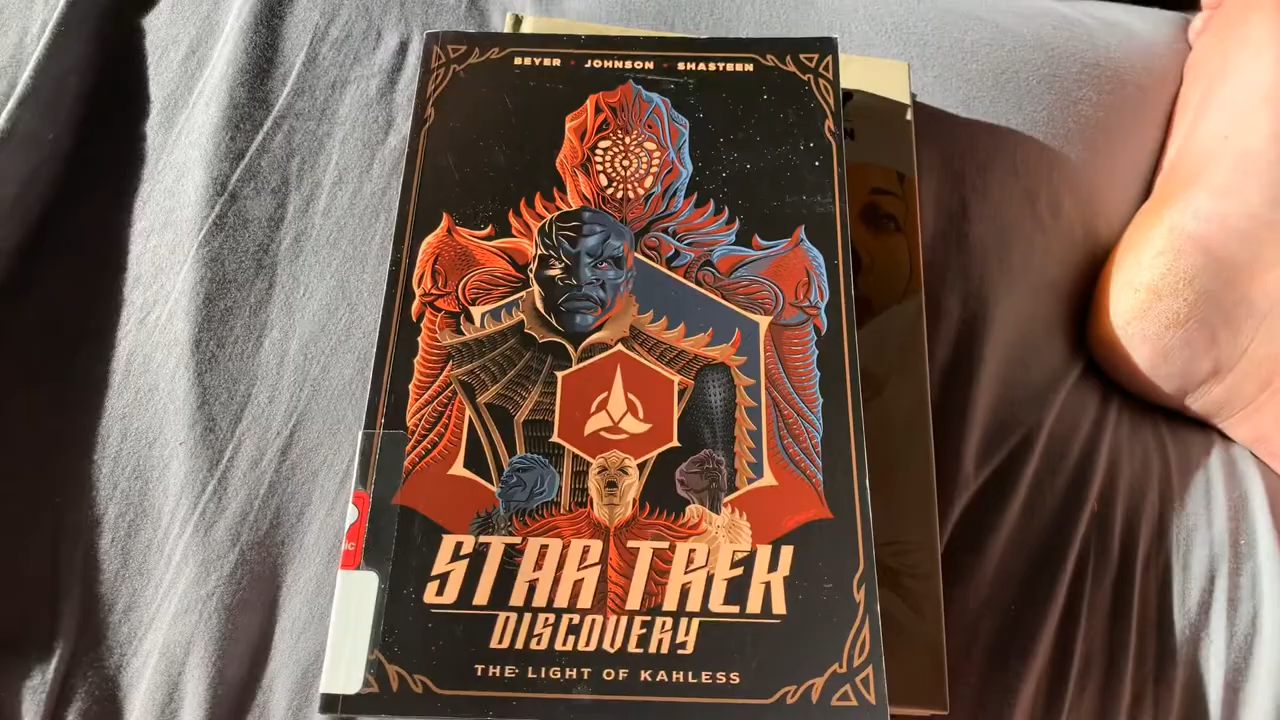 BEYER • JOHNSON • SHASTEEN
STAR TREK
DISCOVERY
THE LIGHT OF KAHLESS